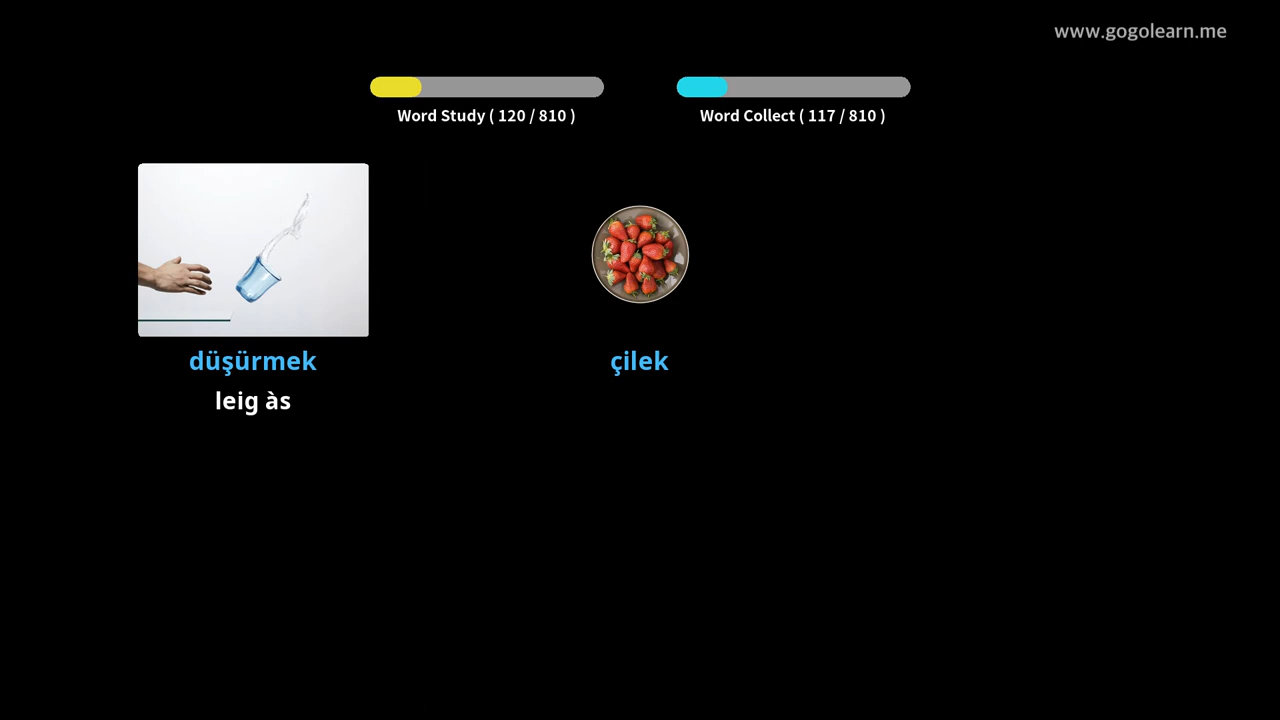 www.gogolearn.me
Word Study ( 120 / 810 )
Word Collect ( 117 / 810 )
düşürmek
leig às
çilek